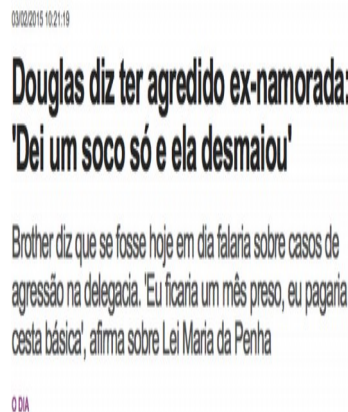 03/02/2015 10:21:19
Douglas diz ter agredido ex-namorada:
'Dei um soco só e ela desmaiou'
Brother diz que se fosse hoje em dia falaria sobre casos de
agressão na delegacia. 'Eu ficaria um mês preso, eu pagaria
cesta básica', afirma sobre Lei Maria da Penha
O DIA